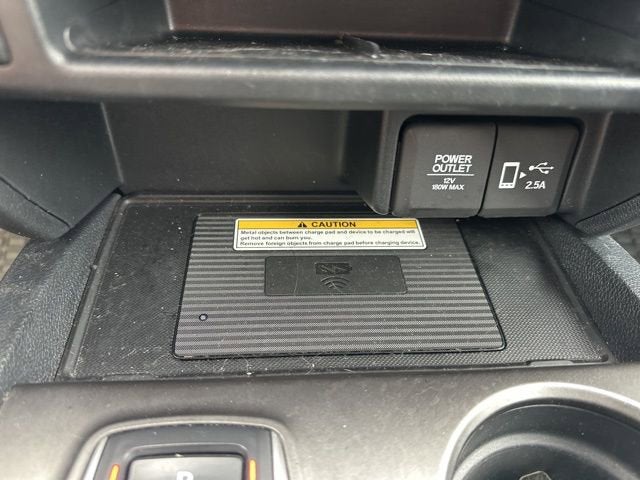 POWER
OUTLET
12V
180W MAX
2.5A
CAUTION
Metal objects between charge pad and device to be charged will
get hot and can burn you.
Remove foreign objects from charge pad before charging device.
P